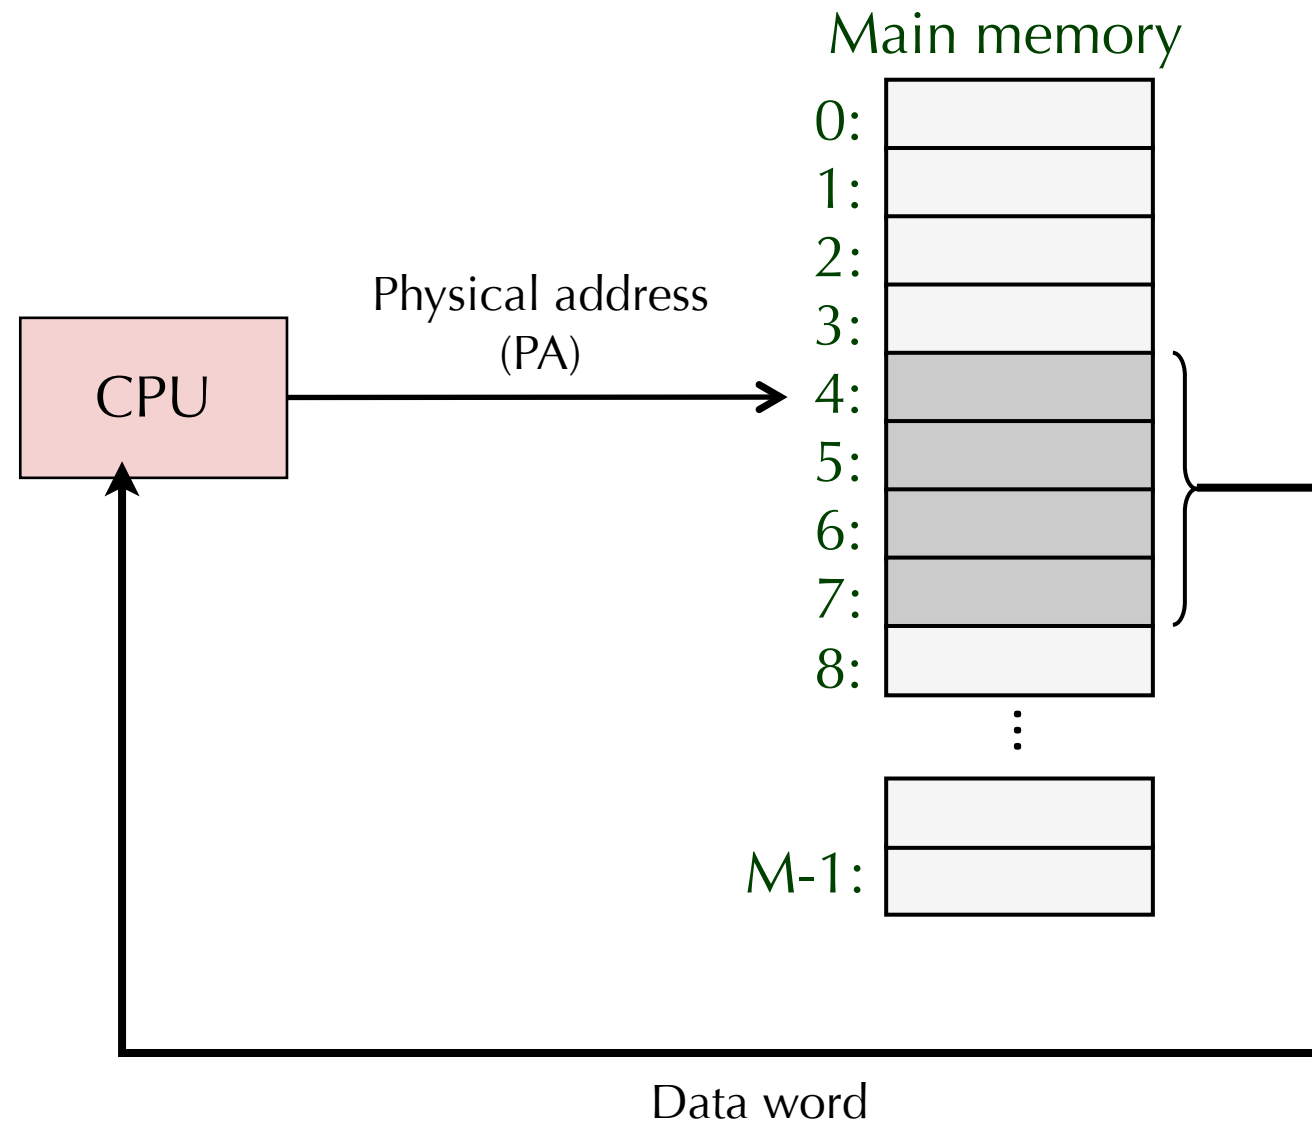 Main memory
0:
1:
2:
3:
Physical address
(PA)
CPU
4:
5:
6:
7:
8:
⋮
M-1:
Data word